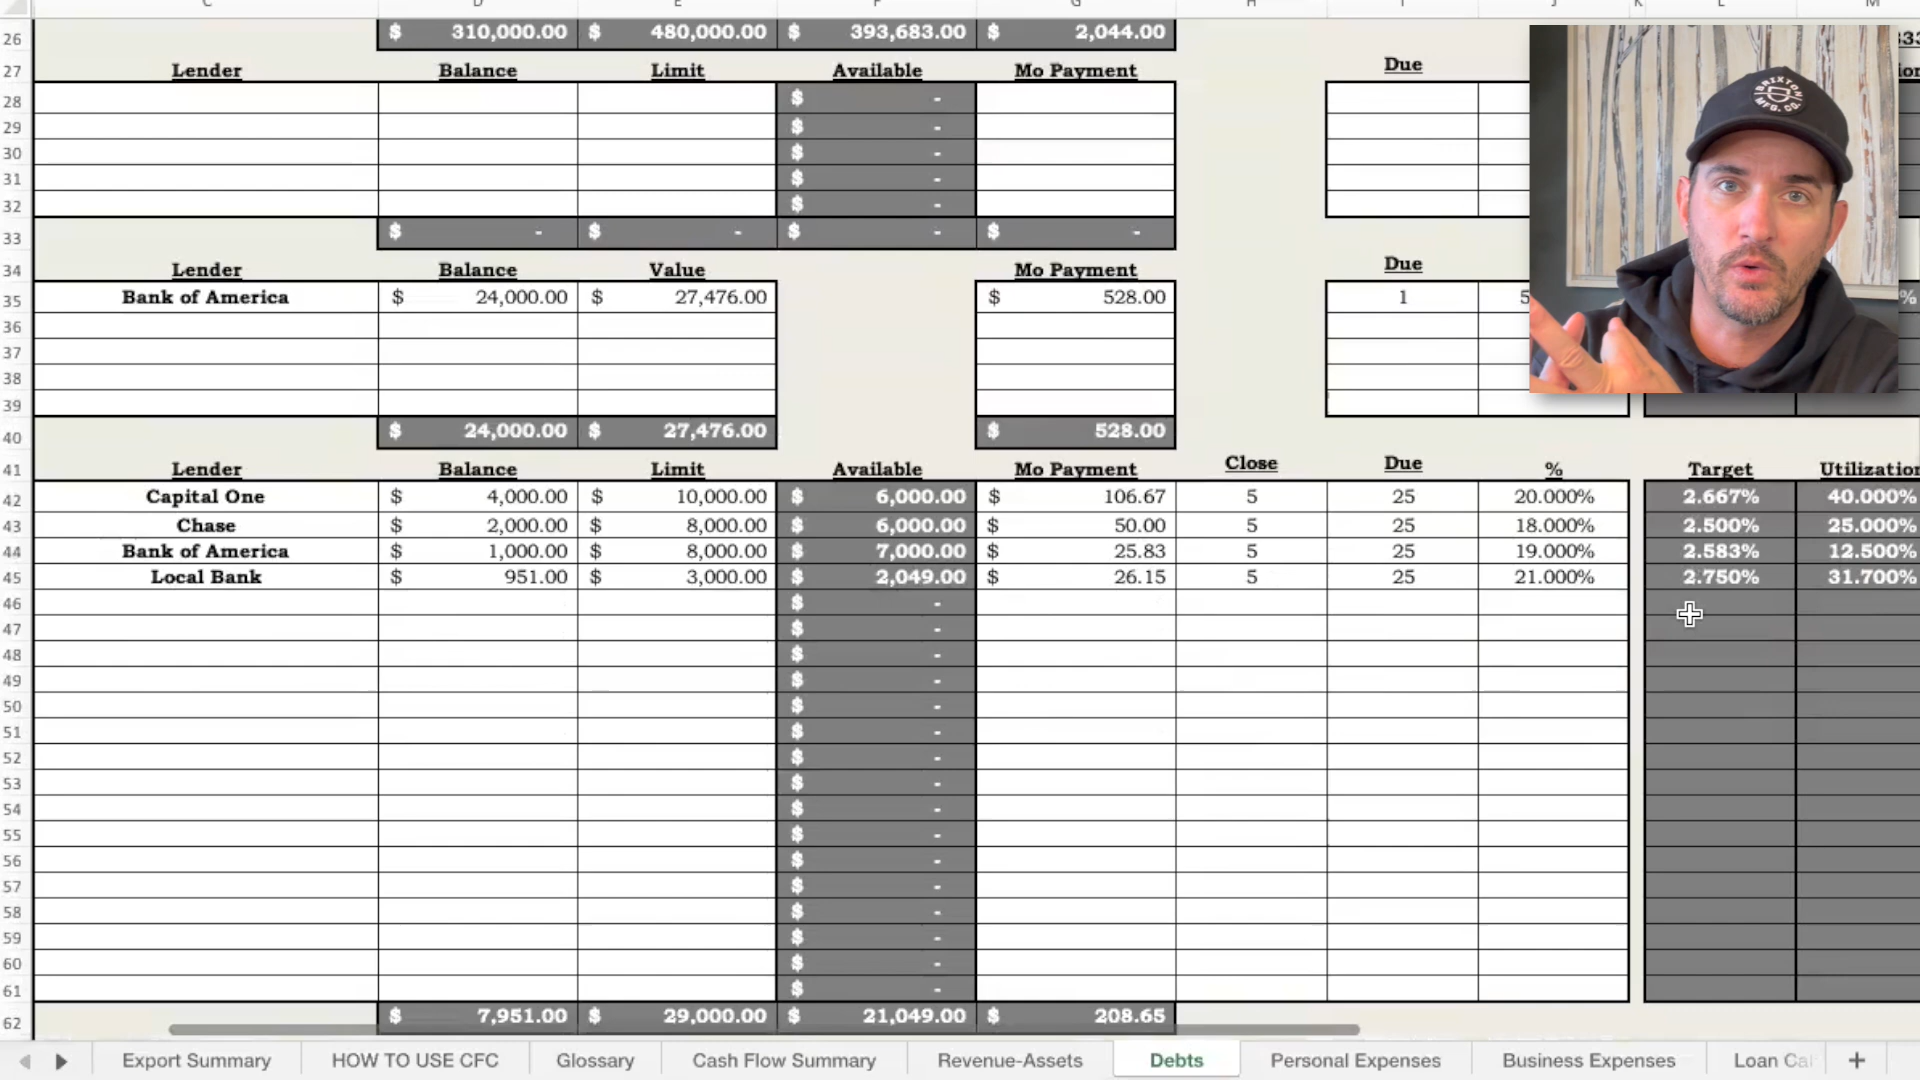 C D E F G H I J K L M
26 $ 310,000.00 $ 480,000.00 $ 393,683.00 $ 2,044.00
27 Lender Balance Limit Available Mo Payment Due
28 $ -
29 $ -
30 $ -
31 $ -
32 $ -
33 $ - $ - $ - $ -
34 Lender Balance Value Mo Payment Due
35 Bank of America $ 24,000.00 $ 27,476.00 $ 528.00 1 5 %
36
37
38
39
40 $ 24,000.00 $ 27,476.00 $ 528.00
41 Lender Balance Limit Available Mo Payment Close Due % Target Utilization
42 Capital One $ 4,000.00 $ 10,000.00 $ 6,000.00 $ 106.67 5 25 20.000% 2.667% 40.000%
43 Chase $ 2,000.00 $ 8,000.00 $ 6,000.00 $ 50.00 5 25 18.000% 2.500% 25.000%
44 Bank of America $ 1,000.00 $ 8,000.00 $ 7,000.00 $ 25.83 5 25 19.000% 2.583% 12.500%
45 Local Bank $ 951.00 $ 3,000.00 $ 2,049.00 $ 26.15 5 25 21.000% 2.750% 31.700%
46 $ -
47 $ -
48 $ -
49 $ -
50 $ -
51 $ -
52 $ -
53 $ -
54 $ -
55 $ -
56 $ -
57 $ -
58 $ -
59 $ -
60 $ -
61 $ -
62 $ 7,951.00 $ 29,000.00 $ 21,049.00 $ 208.65
BRIXTON
MFG. CO.
Export Summary HOW TO USE CFC Glossary Cash Flow Summary Revenue-Assets Debts Personal Expenses Business Expenses Loan Cal +